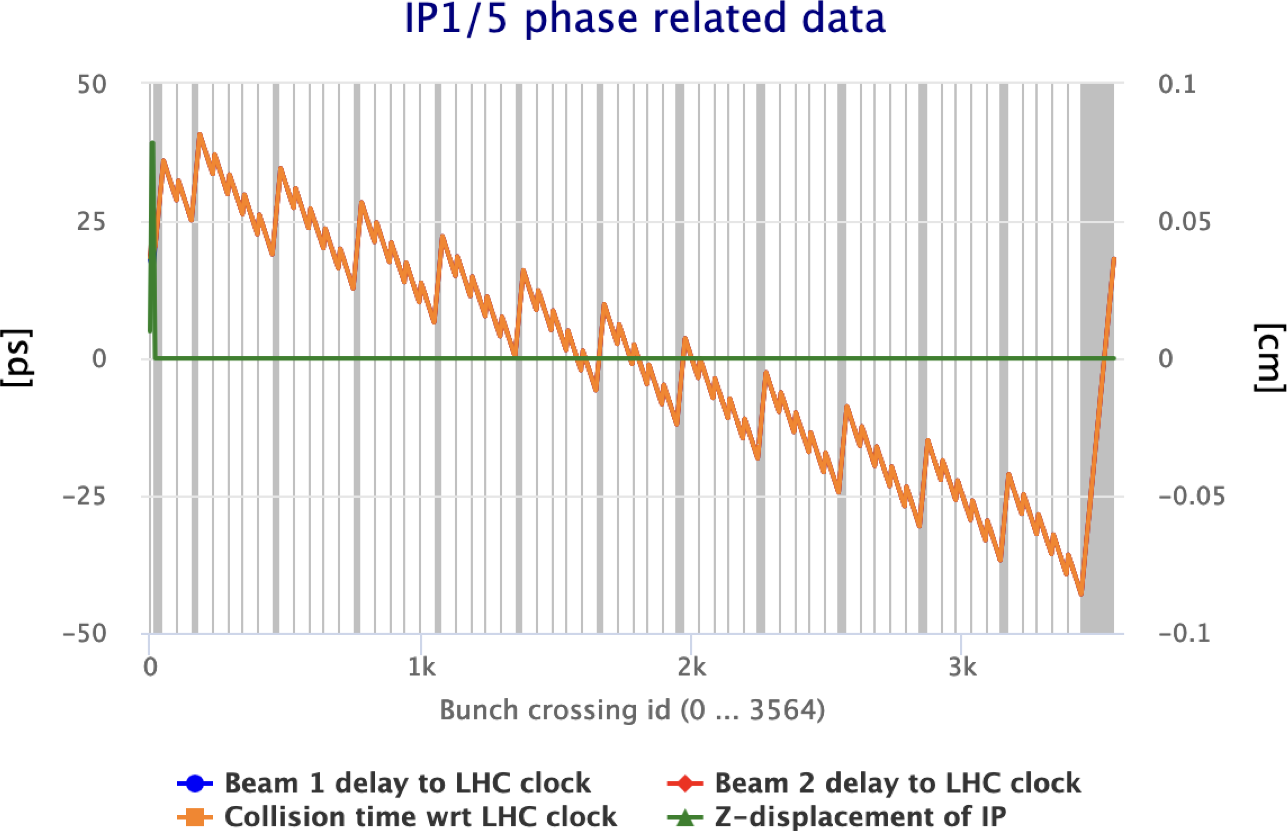 IP1/5 phase related data
50 0.1
25 0.05
[ps] 0 0 [cm]
−25 −0.05
−50 −0.1
0 1k 2k 3k
Bunch crossing id (0 ... 3564)
Beam 1 delay to LHC clock Beam 2 delay to LHC clock
Collision time wrt LHC clock Z-displacement of IP